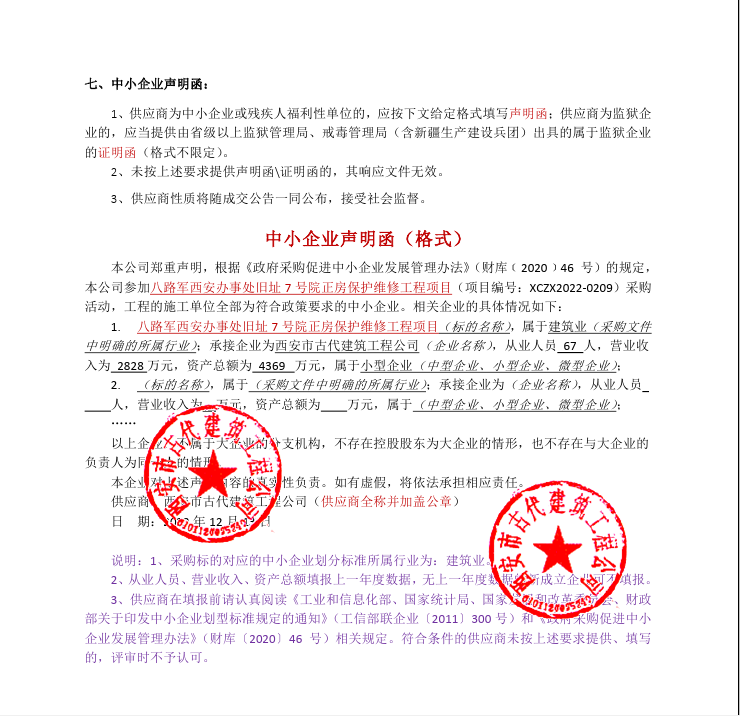 七、中小企业声明函：
1、供应商为中小企业或残疾人福利性单位的，应按下文给定格式填写声明函；供应商为监狱企
业的，应当提供由省级以上监狱管理局、戒毒管理局（含新疆生产建设兵团）出具的属于监狱企业
的证明函（格式不限定）。
2、未按上述要求提供声明函\证明函的，其响应文件无效。
3、供应商性质将随成交公告一同公布，接受社会监督。
中小企业声明函（格式）
本公司郑重声明，根据《政府采购促进中小企业发展管理办法》（财库﹝2020﹞46 号）的规定，
本公司参加八路军西安办事处旧址 7 号院正房保护维修工程项目（项目编号：XCZX2022-0209）采购
活动，工程的施工单位全部为符合政策要求的中小企业。相关企业的具体情况如下：
1. 八路军西安办事处旧址 7 号院正房保护维修工程项目（标的名称），属于建筑业（采购文件
中明确的所属行业）；承接企业为西安市古代建筑工程公司（企业名称），从业人员 67 人，营业收
入为 2828 万元，资产总额为 4369 万元，属于小型企业（中型企业、小型企业、微型企业）；
2. （标的名称），属于（采购文件中明确的所属行业）；承接企业为（企业名称），从业人员_
____人，营业收入为 万元，资产总额为____万元，属于（中型企业、小型企业、微型企业）；
……
以上企业，不属于大企业的分支机构，不存在控股股东为大企业的情形，也不存在与大企业的
负责人为同 的情形
本企业对上述声 内容的真实性负责。如有虚假，将依法承担相应责任。
供应商 西安市古代建筑工程公司（供应商全称并加盖公章）
日 期： 年 12 月 1 日
西安市古代建筑工程公司
西安市古代建筑工程公司
说明：1、采购标的对应的中小企业划分标准所属行业为：建筑业。
2、从业人员、营业收入、资产总额填报上一年度数据，无上一年度数据 新成立企业可不填报。
3、供应商在填报前请认真阅读《工业和信息化部、国家统计局、国家 和改革委员会、财政
部关于印发中小企业划型标准规定的通知》（工信部联企业〔2011〕300 号）和《政府采购促进中小
企业发展管理办法》（财库〔2020〕46 号）相关规定。符合条件的供应商未按上述要求提供、填写
的，评审时不予认可。